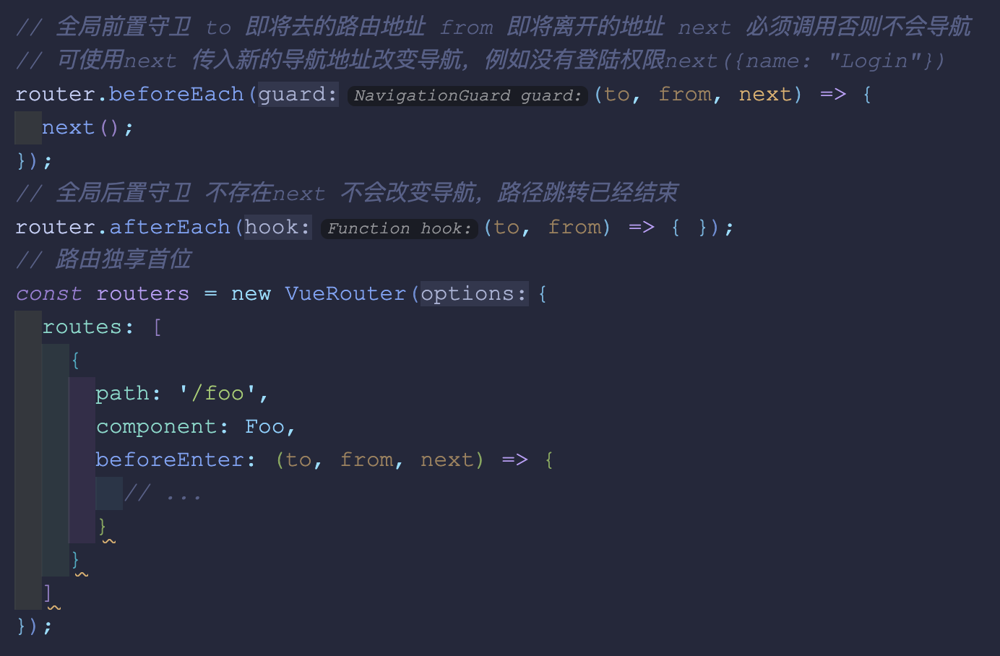 // 全局前置守卫 to 即将去的路由地址 from 即将离开的地址 next 必须调用否则不会导航
// 可使用next 传入新的导航地址改变导航，例如没有登陆权限next({name: "Login"})
router.beforeEach(guard: NavigationGuard guard: (to, from, next) => {
  next();
});
// 全局后置守卫 不存在next 不会改变导航，路径跳转已经结束
router.afterEach(hook: Function hook: (to, from) => { });
// 路由独享首位
const routers = new VueRouter(options: {
  routes: [
    {
      path: '/foo',
      component: Foo,
      beforeEnter: (to, from, next) => {
        // ...
      }
    }
  ]
});